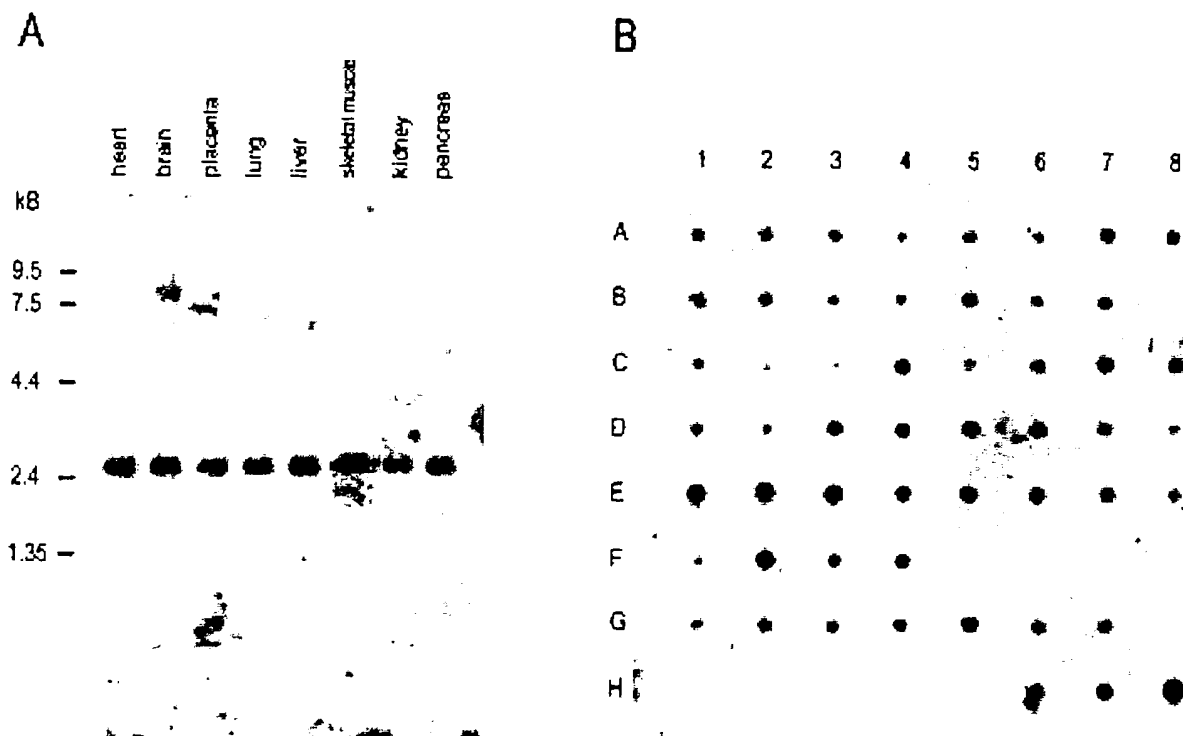 A
heart
brain
placenta
lung
liver
skeletal muscle
kidney
pancreas
kB
9.5
7.5
4.4
2.4
1.35
B
1 2 3 4 5 6 7 8
A
B
C
D
E
F
G
H